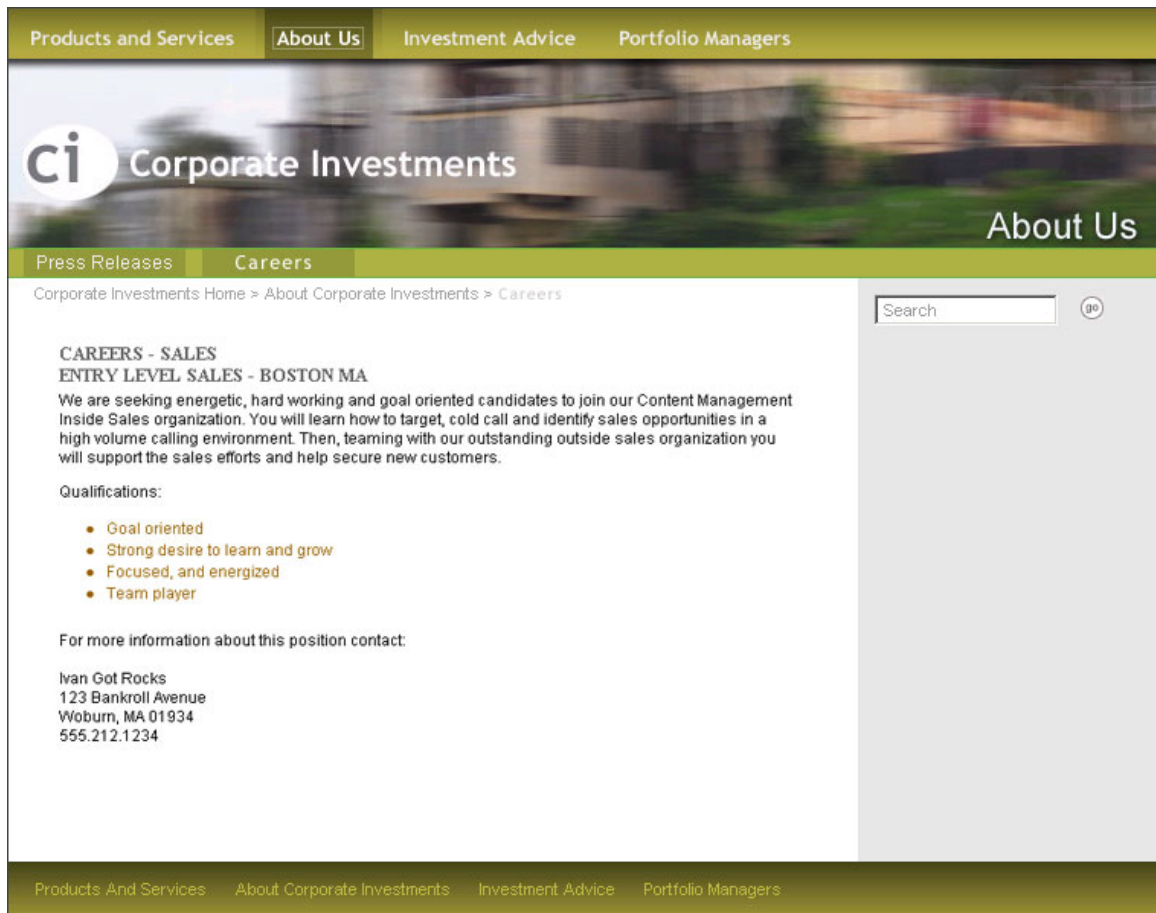 Products and Services About Us Investment Advice Portfolio Managers
ci Corporate Investments
About Us
Press Releases Careers
Corporate Investments Home > About Corporate Investments > Careers
Search go
CAREERS - SALES
ENTRY LEVEL SALES - BOSTON MA
We are seeking energetic, hard working and goal oriented candidates to join our Content Management
Inside Sales organization. You will learn how to target, cold call and identify sales opportunities in a
high volume calling environment. Then, teaming with our outstanding outside sales organization you
will support the sales efforts and help secure new customers.
Qualifications:
• Goal oriented
• Strong desire to learn and grow
• Focused, and energized
• Team player
For more information about this position contact:
Ivan Got Rocks
123 Bankroll Avenue
Woburn, MA 01934
555.212.1234
Products And Services About Corporate Investments Investment Advice Portfolio Managers